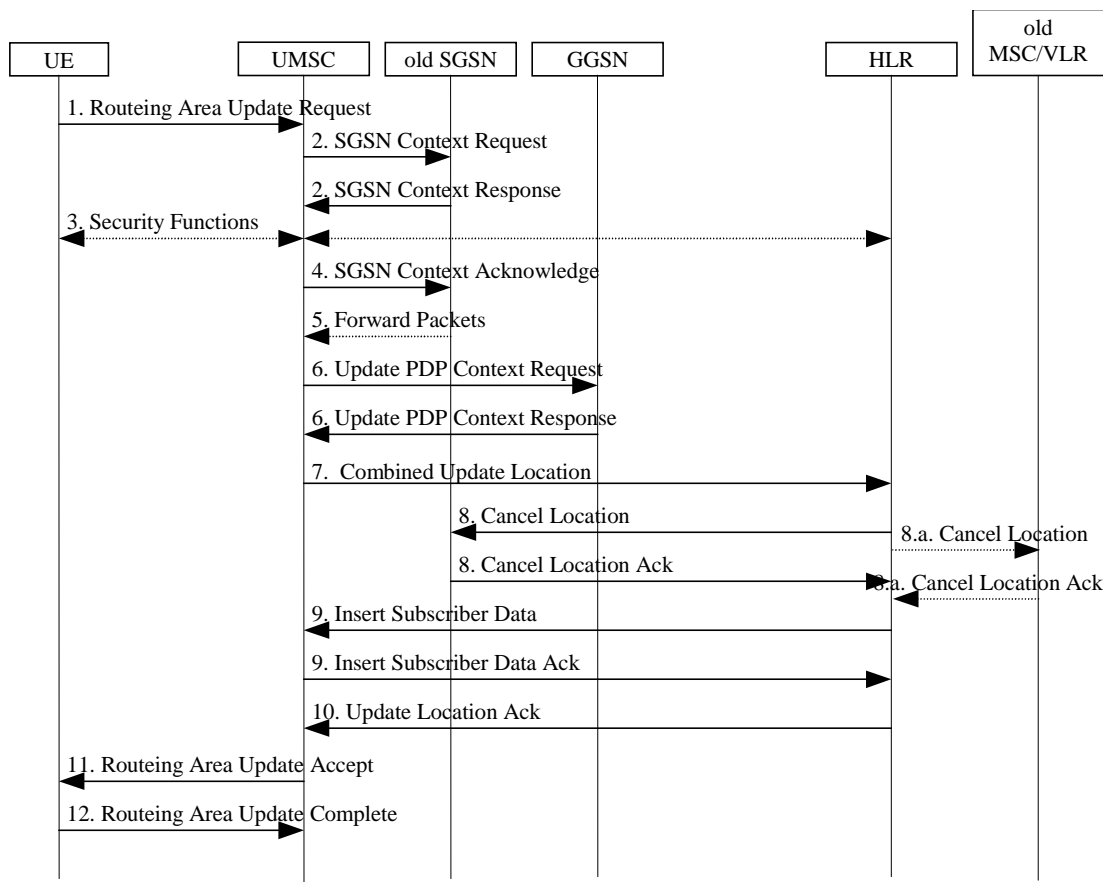 old
MSC/VLR
UE
UMSC
old SGSN
GGSN
HLR
1. Routeing Area Update Request
2. SGSN Context Request
2. SGSN Context Response
3. Security Functions
4. SGSN Context Acknowledge
5. Forward Packets
6. Update PDP Context Request
6. Update PDP Context Response
7. Combined Update Location
8. Cancel Location
8.a. Cancel Location
8. Cancel Location Ack
8.a. Cancel Location Ack
9. Insert Subscriber Data
9. Insert Subscriber Data Ack
10. Update Location Ack
11. Routeing Area Update Accept
12. Routeing Area Update Complete